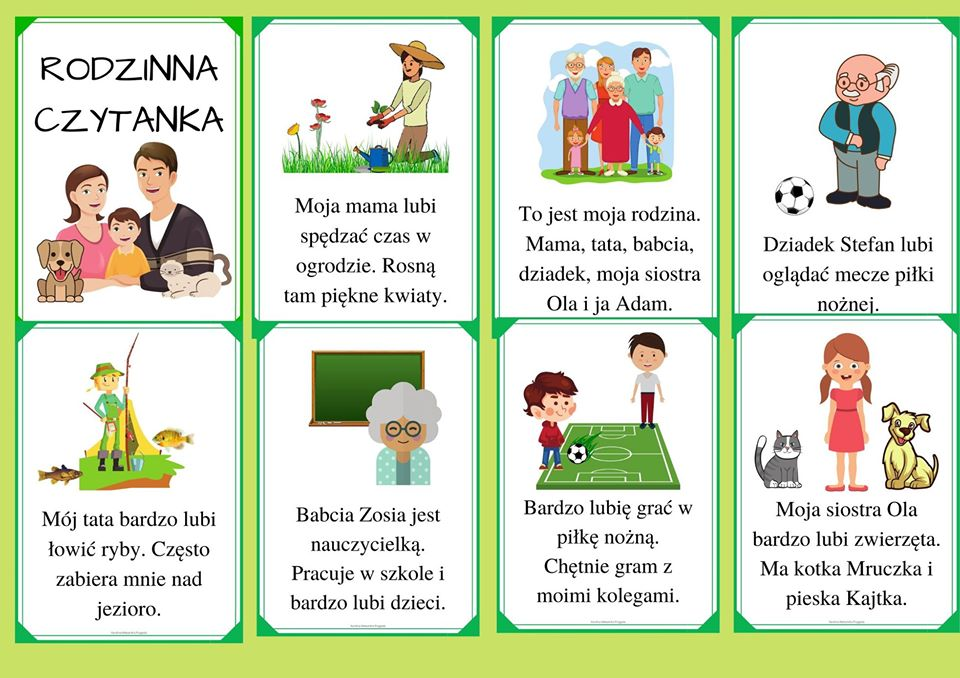 RODZINNA
CZYTANKA
Moja mama lubi
spędzać czas w
ogrodzie. Rosną
tam piękne kwiaty.
To jest moja rodzina.
Mama, tata, babcia,
dziadek, moja siostra
Ola i ja Adam.
Dziadek Stefan lubi
oglądać mecze piłki
nożnej.
Mój tata bardzo lubi
łowić ryby. Często
zabiera mnie nad
jezioro.
Babcia Zosia jest
nauczycielką.
Pracuje w szkole i
bardzo lubi dzieci.
Bardzo lubię grać w
piłkę nożną.
Chętnie gram z
moimi kolegami.
Moja siostra Ola
bardzo lubi zwierzęta.
Ma kotka Mruczka i
pieska Kajtka.